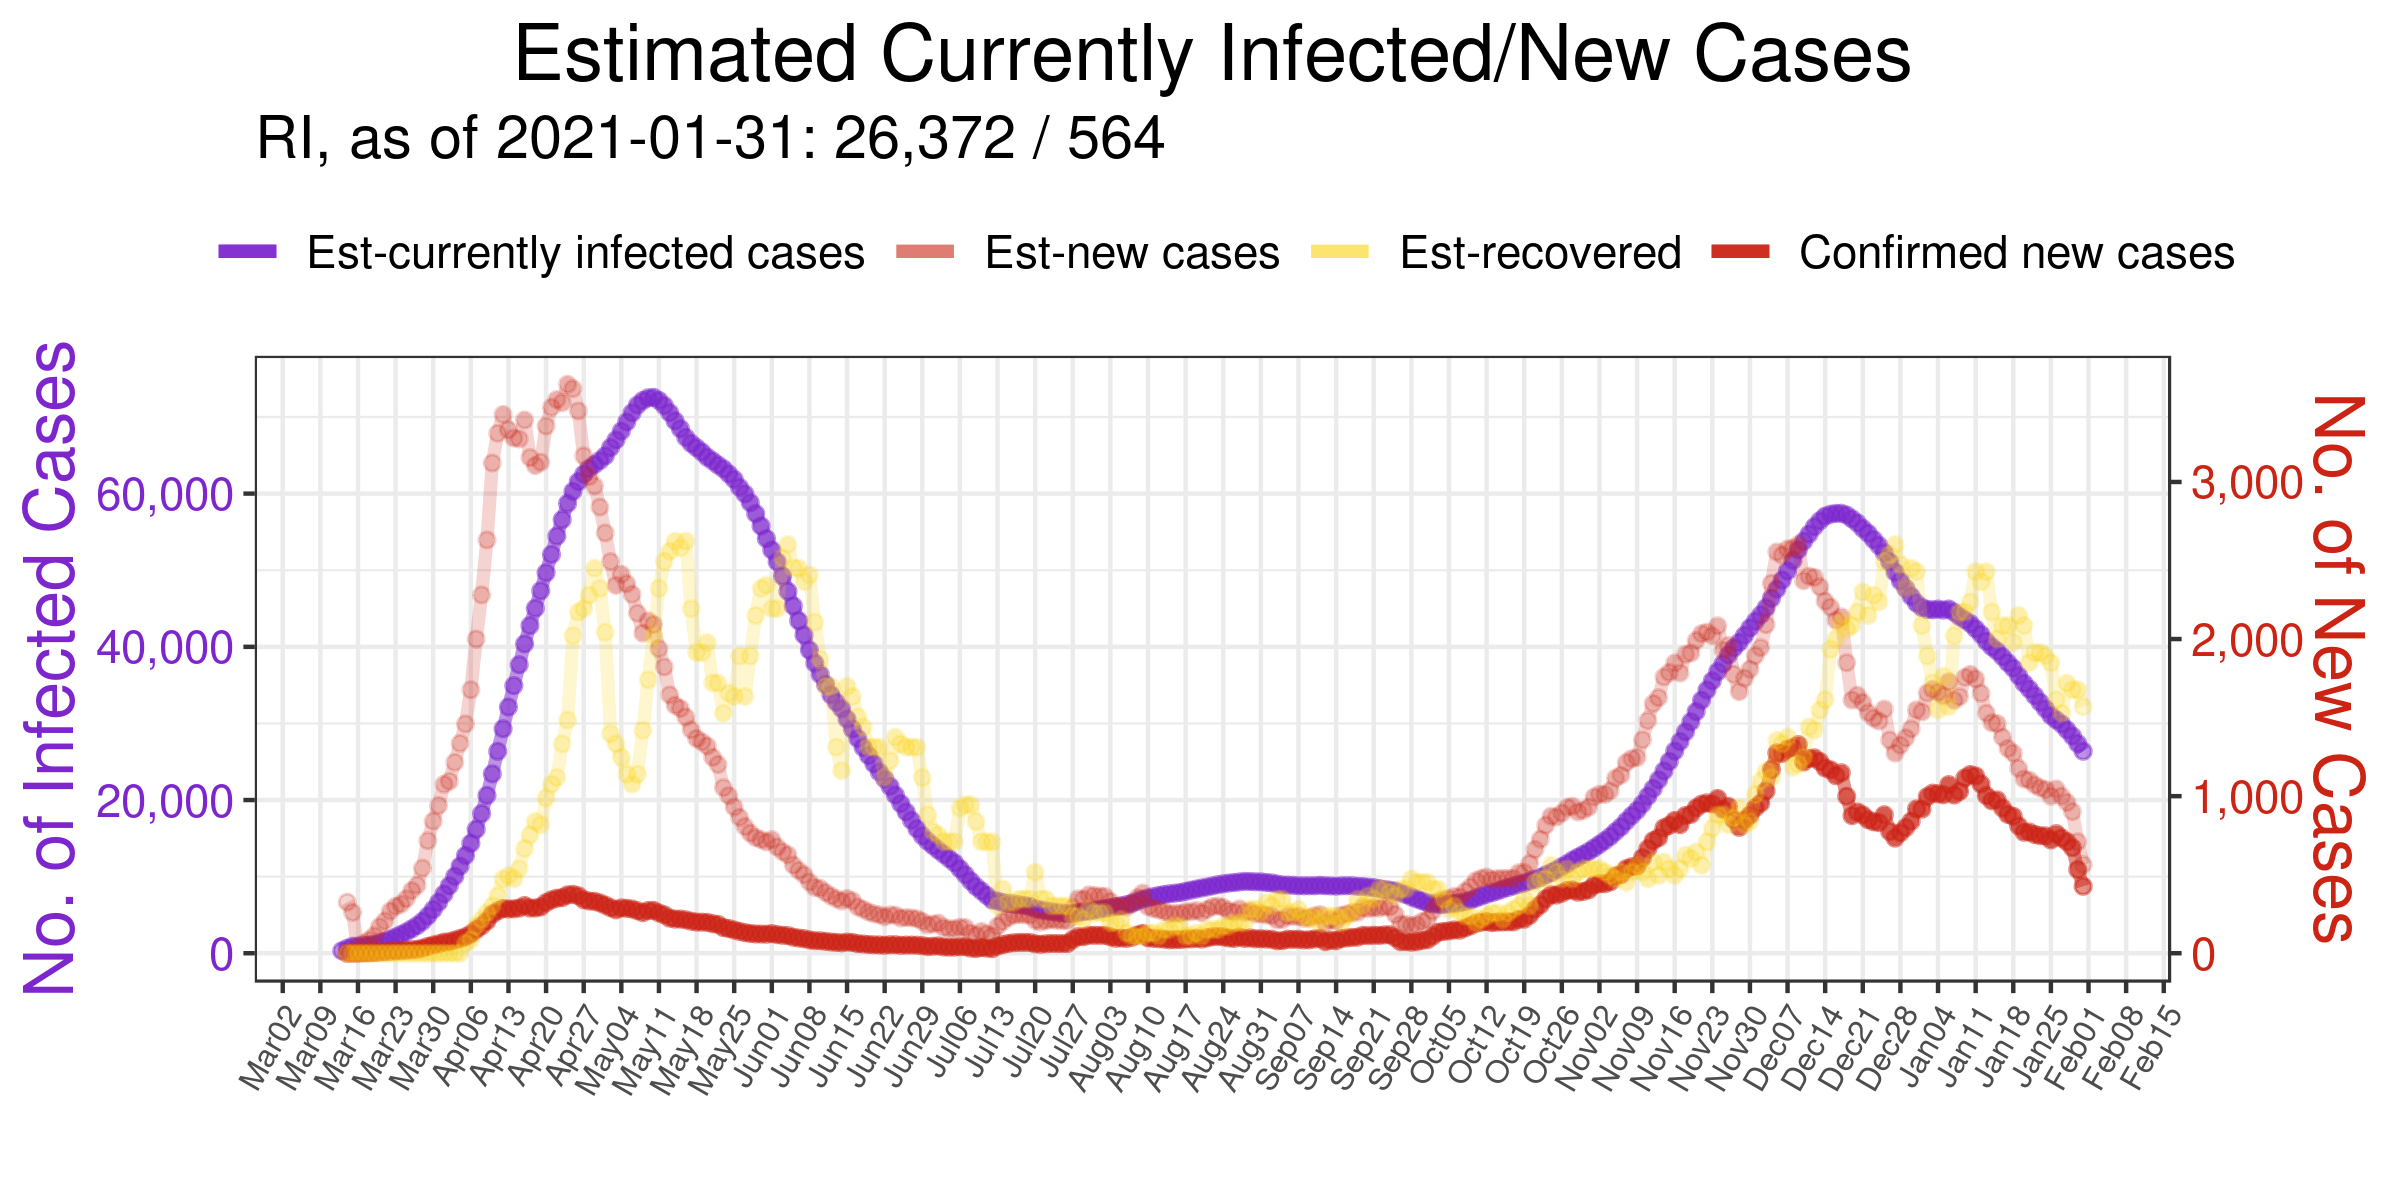 Estimated Currently Infected/New Cases
RI, as of 2021-01-31: 26,372 / 564
Est-currently infected cases
Est-new cases
Est-recovered
Confirmed new cases
No. of Infected Cases
60,000
40,000
20,000
0
No. of New Cases
3,000
2,000
1,000
0
Mar02
Mar09
Mar16
Mar23
Mar30
Apr06
Apr13
Apr20
Apr27
May04
May11
May18
May25
Jun01
Jun08
Jun15
Jun22
Jun29
Jul06
Jul13
Jul20
Jul27
Aug03
Aug10
Aug17
Aug24
Aug31
Sep07
Sep14
Sep21
Sep28
Oct05
Oct12
Oct19
Oct26
Nov02
Nov09
Nov16
Nov23
Nov30
Dec07
Dec14
Dec21
Dec28
Jan04
Jan11
Jan18
Jan25
Feb01
Feb08
Feb15